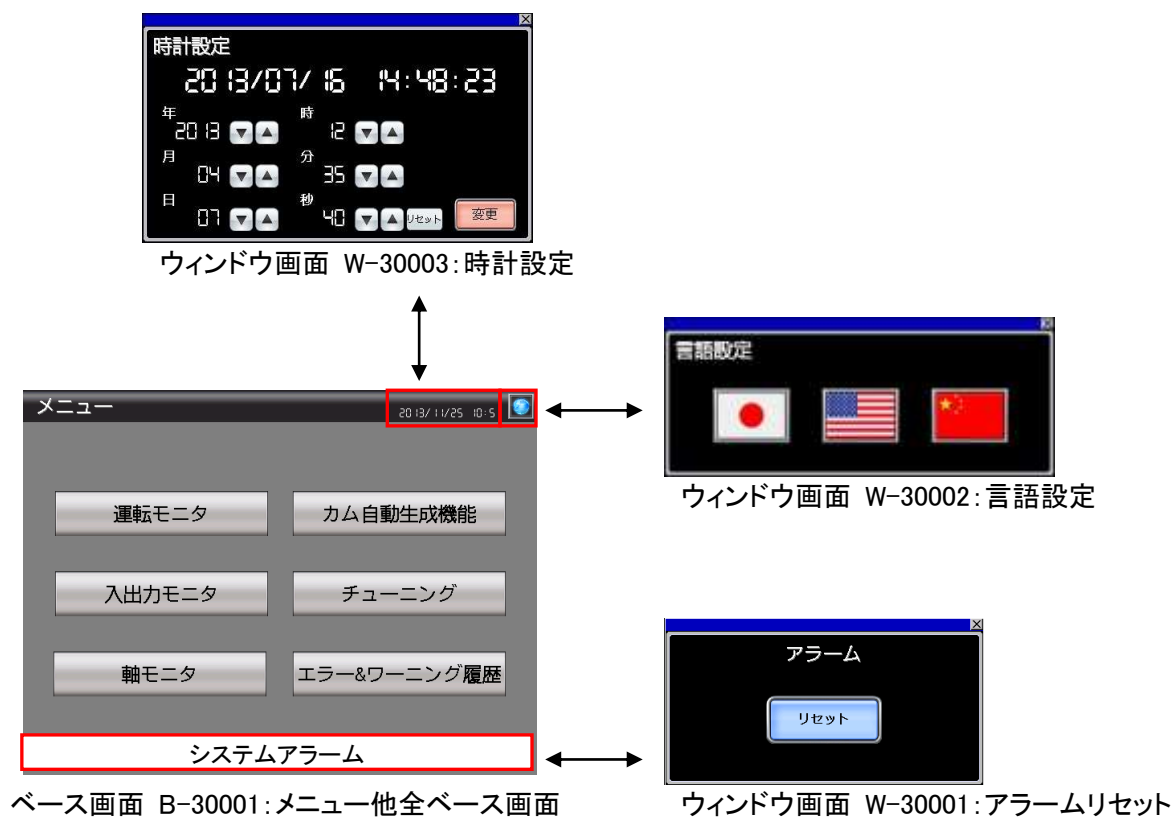 時計設定
2013/07/16 14:48:23
年 時
2013 ▼ ▲ 12 ▼ ▲
月 分
04 ▼ ▲ 35 ▼ ▲
日 秒
07 ▼ ▲ 40 ▼ ▲ リセット 変更
ウィンドウ画面 W-30003:時計設定
メニュー
2013/11/25 10:5
運転モニタ
カム自動生成機能
入出力モニタ
チューニング
軸モニタ
エラー&ワーニング履歴
システムアラーム
ベース画面 B-30001:メニュー他全ベース画面
言語設定
ウィンドウ画面 W-30002:言語設定
アラーム
リセット
ウィンドウ画面 W-30001:アラームリセット